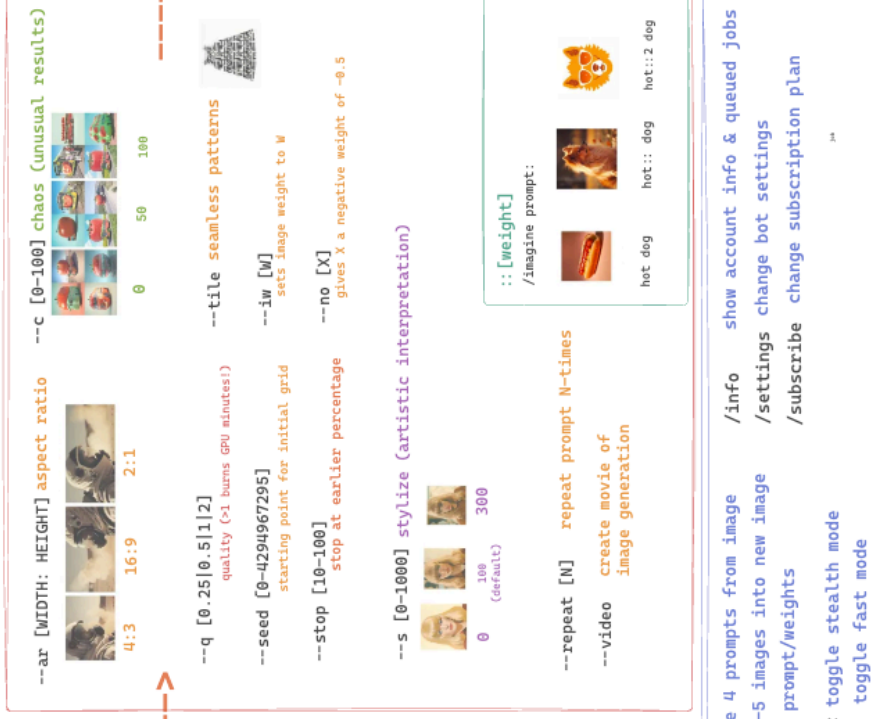 --ar [WIDTH: HEIGHT] aspect ratio
4:3 16:9 2:1
--c [0-100] chaos (unusual results)
0 50 100
--q [0.25|0.5|1|2]
quality (>1 burns GPU minutes!)
--seed [0-4294967295]
starting point for initial grid
--stop [10-100]
stop at earlier percentage
--tile seamless patterns
--iw [W]
sets image weight to W
--no [X]
gives X a negative weight of -0.5
--s [0-1000] stylize (artistic interpretation)
0 100 300
(default)
--repeat [N] repeat prompt N-times
--video create movie of
image generation
::[weight]
/imagine prompt:
hot dog hot:: dog hot::2 dog
4 prompts from image
-5 images into new image
prompt/weights
: toggle stealth mode
toggle fast mode
/info show account info & queued jobs
/settings change bot settings
/subscribe change subscription plan